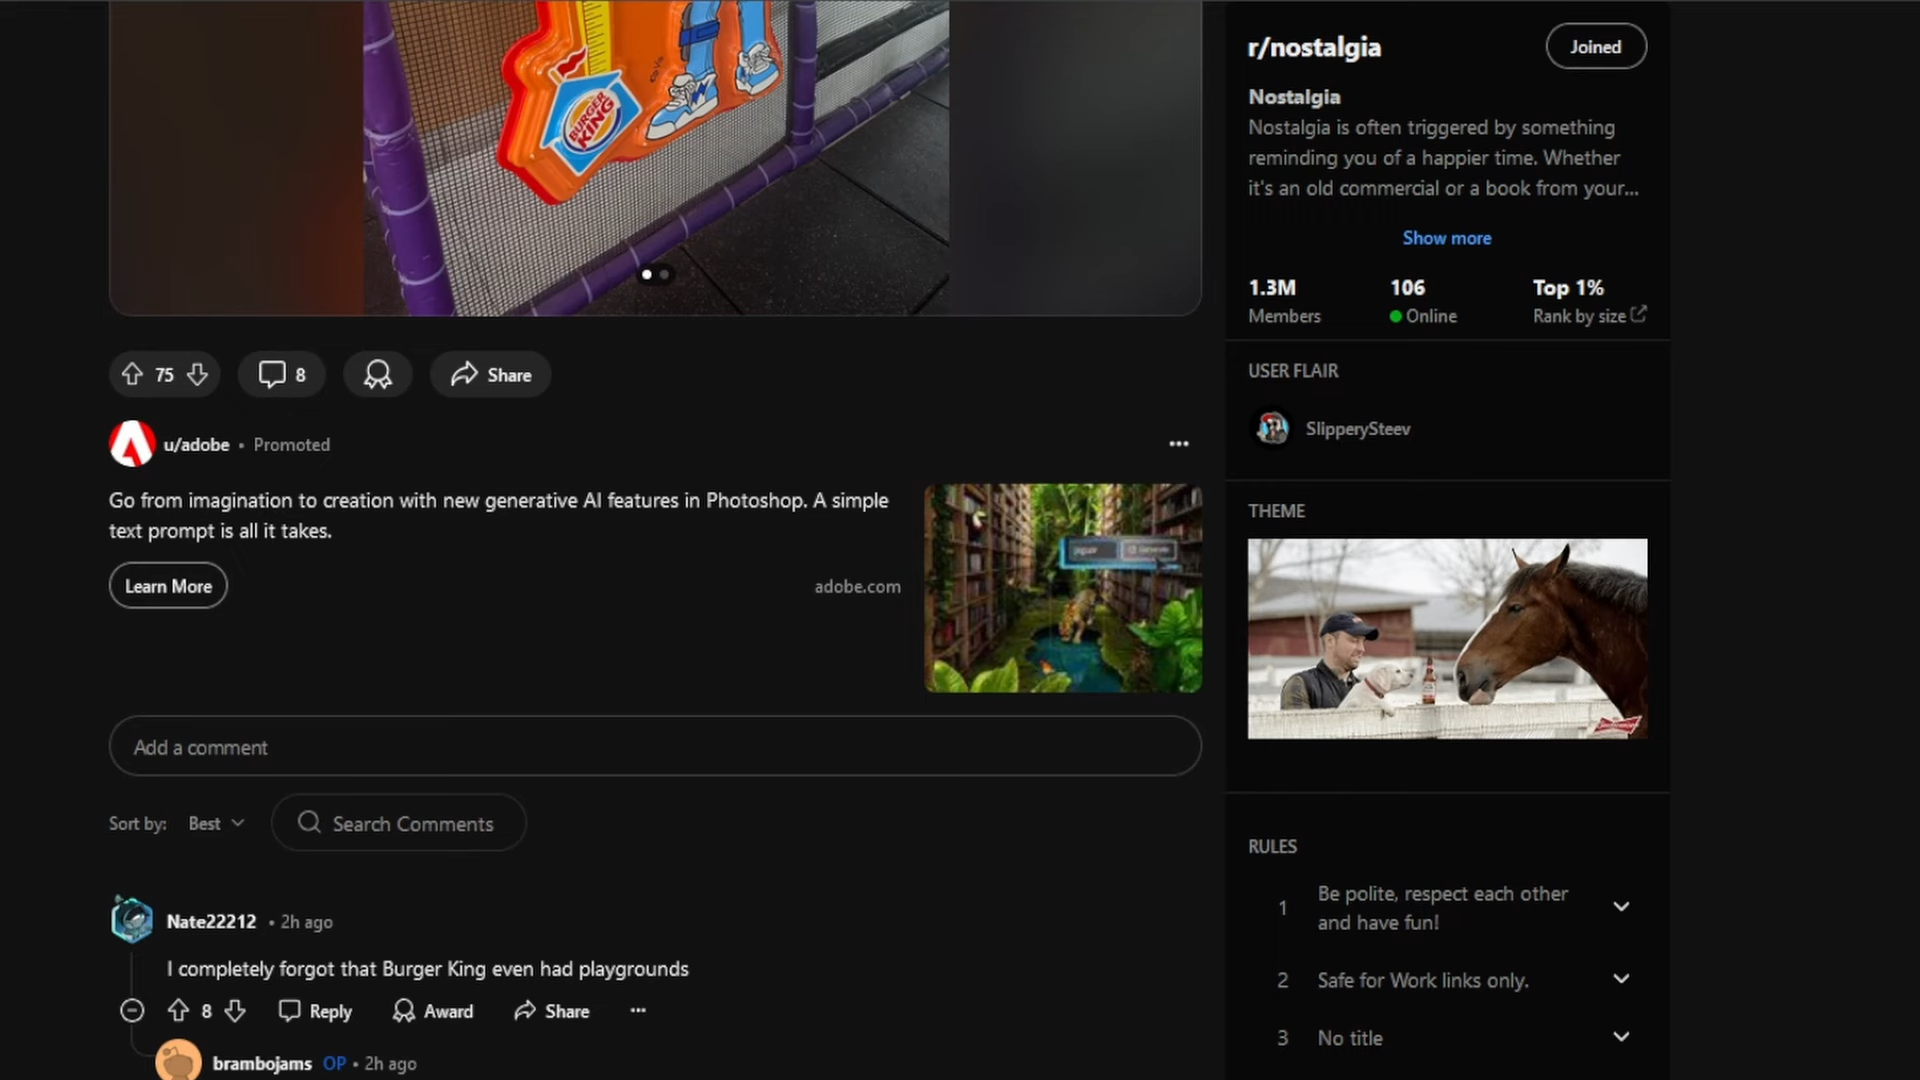 BURGER
KING
75
8
Share
u/adobe • Promoted
Go from imagination to creation with new generative AI features in Photoshop. A simple
text prompt is all it takes.
Learn More
adobe.com
Generate
Add a comment
Sort by: Best
Search Comments
Nate22212 • 2h ago
I completely forgot that Burger King even had playgrounds
8 Reply Award Share
brambojams OP • 2h ago
r/nostalgia
Joined
Nostalgia
Nostalgia is often triggered by something
reminding you of a happier time. Whether
it's an old commercial or a book from your...
Show more
1.3M 106 Top 1%
Members Online Rank by size
USER FLAIR
SlipperySteev
THEME
Budweiser
RULES
1 Be polite, respect each other
and have fun!
2 Safe for Work links only.
3 No title